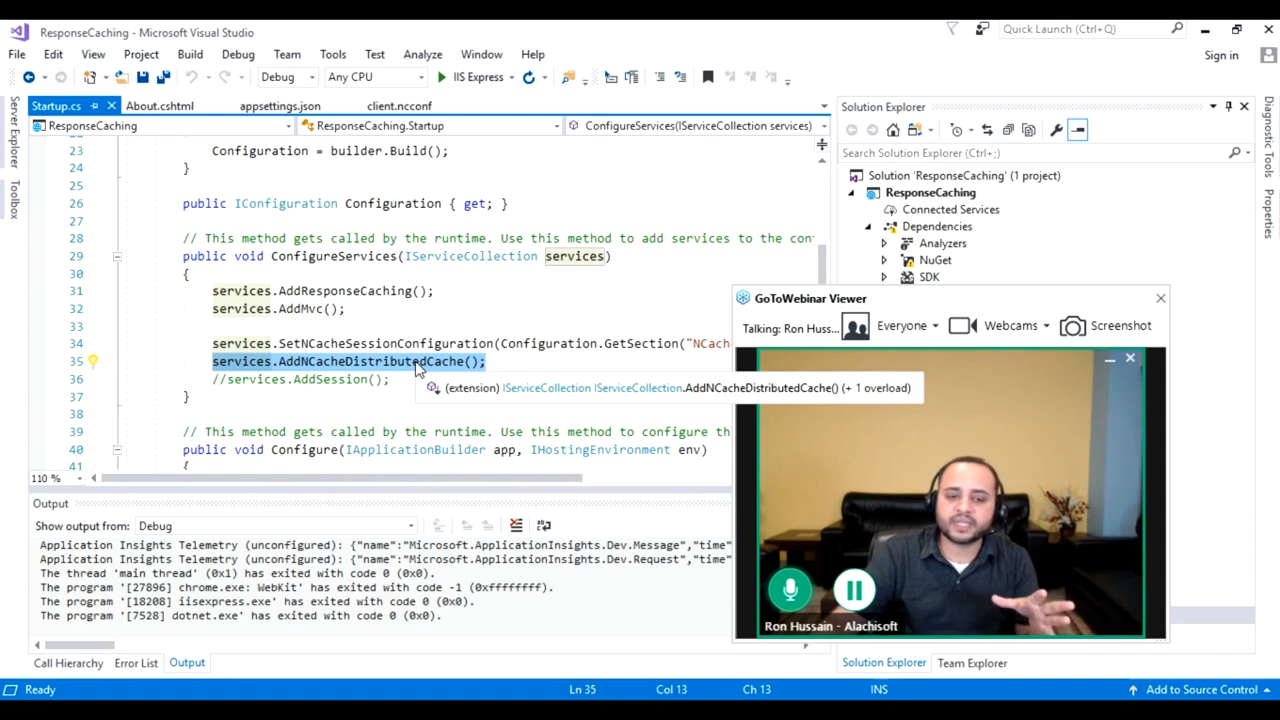 ResponseCaching - Microsoft Visual Studio
Quick Launch (Ctrl+Q)
File Edit View Project Build Debug Team Tools Test Analyze Window Help
Sign in
Debug Any CPU IIS Express
Server Explorer
Toolbox
Startup.cs About.cshtml appsettings.json client.ncconf
ResponseCaching ResponseCaching.Startup ConfigureServices(IServiceCollection services)
23 Configuration = builder.Build();
24 }
25
26 public IConfiguration Configuration { get; }
27
28 // This method gets called by the runtime. Use this method to add services to the con
29 public void ConfigureServices(IServiceCollection services)
30 {
31 services.AddResponseCaching();
32 services.AddMvc();
33
34 services.SetNCacheSessionConfiguration(Configuration.GetSection("NCach
35 services.AddNCacheDistributedCache();
36 //services.AddSession();
(extension) IServiceCollection IServiceCollection.AddNCacheDistributedCache() (+ 1 overload)
37 }
38
39 // This method gets called by the runtime. Use this method to configure th
40 public void Configure(IApplicationBuilder app, IHostingEnvironment env)
41 {
110 %
Output
Show output from: Debug
Application Insights Telemetry (unconfigured): {"name":"Microsoft.ApplicationInsights.Dev.Message","time"
Application Insights Telemetry (unconfigured): {"name":"Microsoft.ApplicationInsights.Dev.Request","time"
The thread 'main thread' (0x1) has exited with code 0 (0x0).
The program '[27896] chrome.exe: WebKit' has exited with code -1 (0xffffffff).
The program '[18208] iisexpress.exe' has exited with code 0 (0x0).
The program '[7528] dotnet.exe' has exited with code 0 (0x0).
Call Hierarchy Error List Output
Solution Explorer
Search Solution Explorer (Ctrl+;)
Solution 'ResponseCaching' (1 project)
ResponseCaching
Connected Services
Dependencies
Analyzers
NuGet
SDK
Diagnostic Tools
Properties
GoToWebinar Viewer
Talking: Ron Huss... Everyone Webcams Screenshot
Ron Hussain - Alachisoft
Solution Explorer Team Explorer
Ready Ln 35 Col 13 Ch 13 INS Add to Source Control